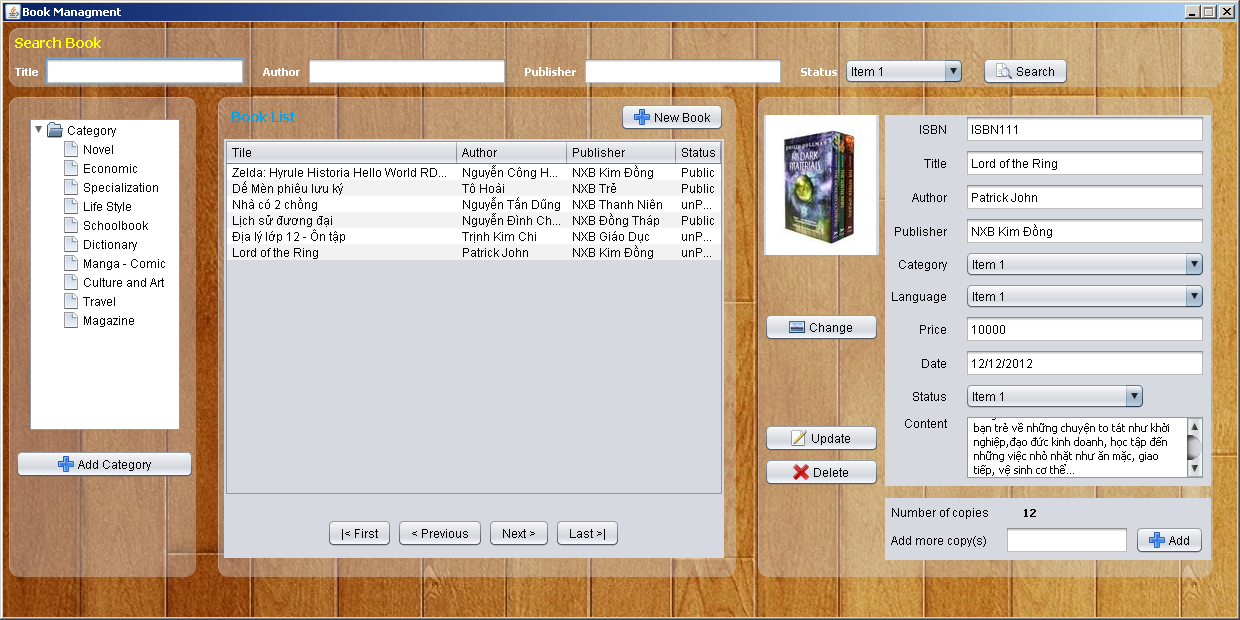 Book Managment
Search Book
Title Author Publisher Status Item 1 Search
Category
Novel
Economic
Specialization
Life Style
Schoolbook
Dictionary
Manga - Comic
Culture and Art
Travel
Magazine
Add Category
Book List New Book
Tile Author Publisher Status
Zelda: Hyrule Historia Hello World RD... Nguyễn Công H... NXB Kim Đồng Public
Dế Mèn phiêu lưu ký Tô Hoài NXB Trẻ Public
Nhà có 2 chồng Nguyễn Tấn Dũng NXB Thanh Niên unP...
Lịch sử đương đại Nguyễn Đình Ch... NXB Đồng Tháp Public
Địa lý lớp 12 - Ôn tập Trịnh Kim Chi NXB Giáo Dục unP...
Lord of the Ring Patrick John NXB Kim Đồng unP...
|< First < Previous Next > Last >|
PHILIP PULLMAN
DARK
MATERIALS
Change
Update
Delete
ISBN ISBN111
Title Lord of the Ring
Author Patrick John
Publisher NXB Kim Đồng
Category Item 1
Language Item 1
Price 10000
Date 12/12/2012
Status Item 1
Content
bạn trẻ về những chuyện to tát như khởi
nghiệp,đạo đức kinh doanh, học tập đến
những việc nhỏ nhặt như ăn mặc, giao
tiếp, vệ sinh cơ thể...
Number of copies 12
Add more copy(s) Add